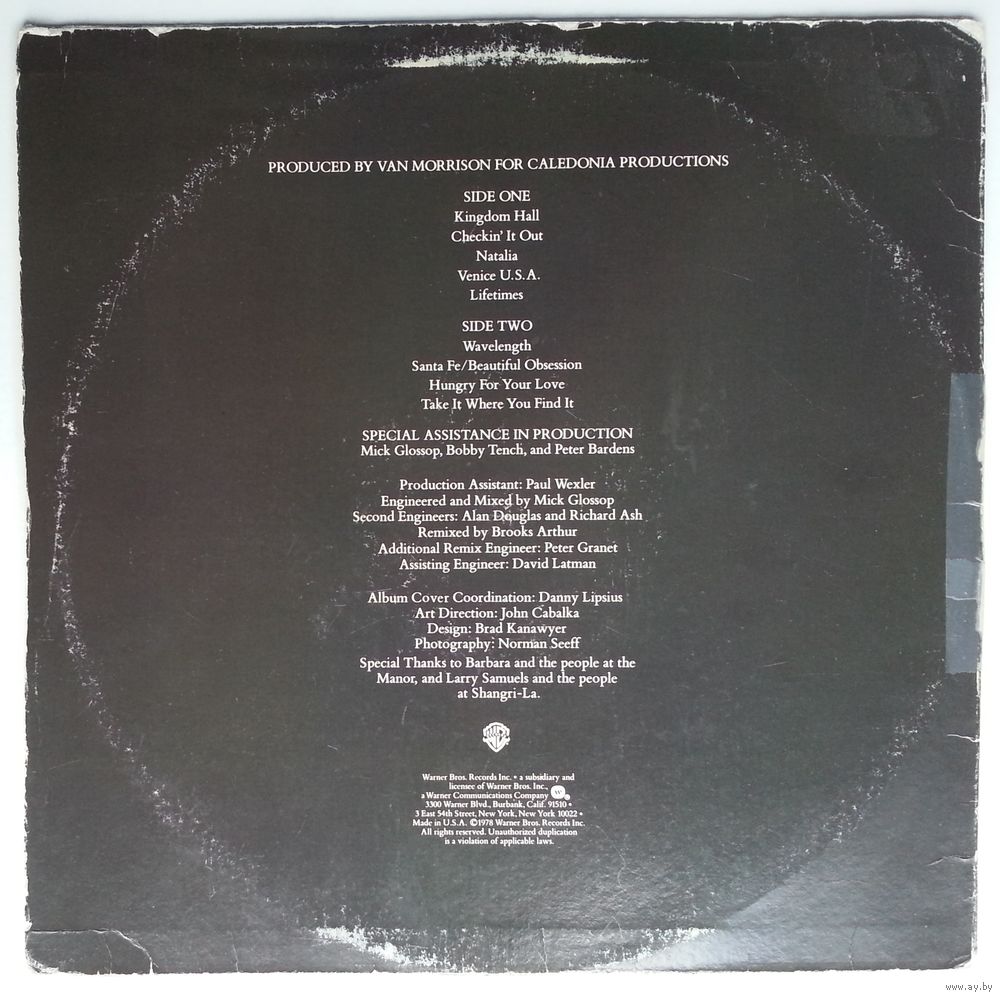 PRODUCED BY VAN MORRISON FOR CALEDONIA PRODUCTIONS
SIDE ONE
Kingdom Hall
Checkin' It Out
Natalia
Venice U.S.A.
Lifetimes
SIDE TWO
Wavelength
Santa Fe/Beautiful Obsession
Hungry For Your Love
Take It Where You Find It
SPECIAL ASSISTANCE IN PRODUCTION
Mick Glossop, Bobby Tench, and Peter Bardens
Production Assistant: Paul Wexler
Engineered and Mixed by Mick Glossop
Second Engineers: Alan Douglas and Richard Ash
Remixed by Brooks Arthur
Additional Remix Engineer: Peter Granet
Assisting Engineer: David Latman
Album Cover Coordination: Danny Lipsius
Art Direction: John Cabalka
Design: Brad Kanawyer
Photography: Norman Seeff
Special Thanks to Barbara and the people at the
Manor, and Larry Samuels and the people
at Shangri-La.
Warner Bros. Records Inc. • a subsidiary and
licensee of Warner Bros. Inc.,
a Warner Communications Company
3300 Warner Blvd., Burbank, Calif. 91510 •
3 East 54th Street, New York, New York 10022 •
Made in U.S.A. ©1978 Warner Bros. Records Inc.
All rights reserved. Unauthorized duplication
is a violation of applicable laws.
www.ay.by